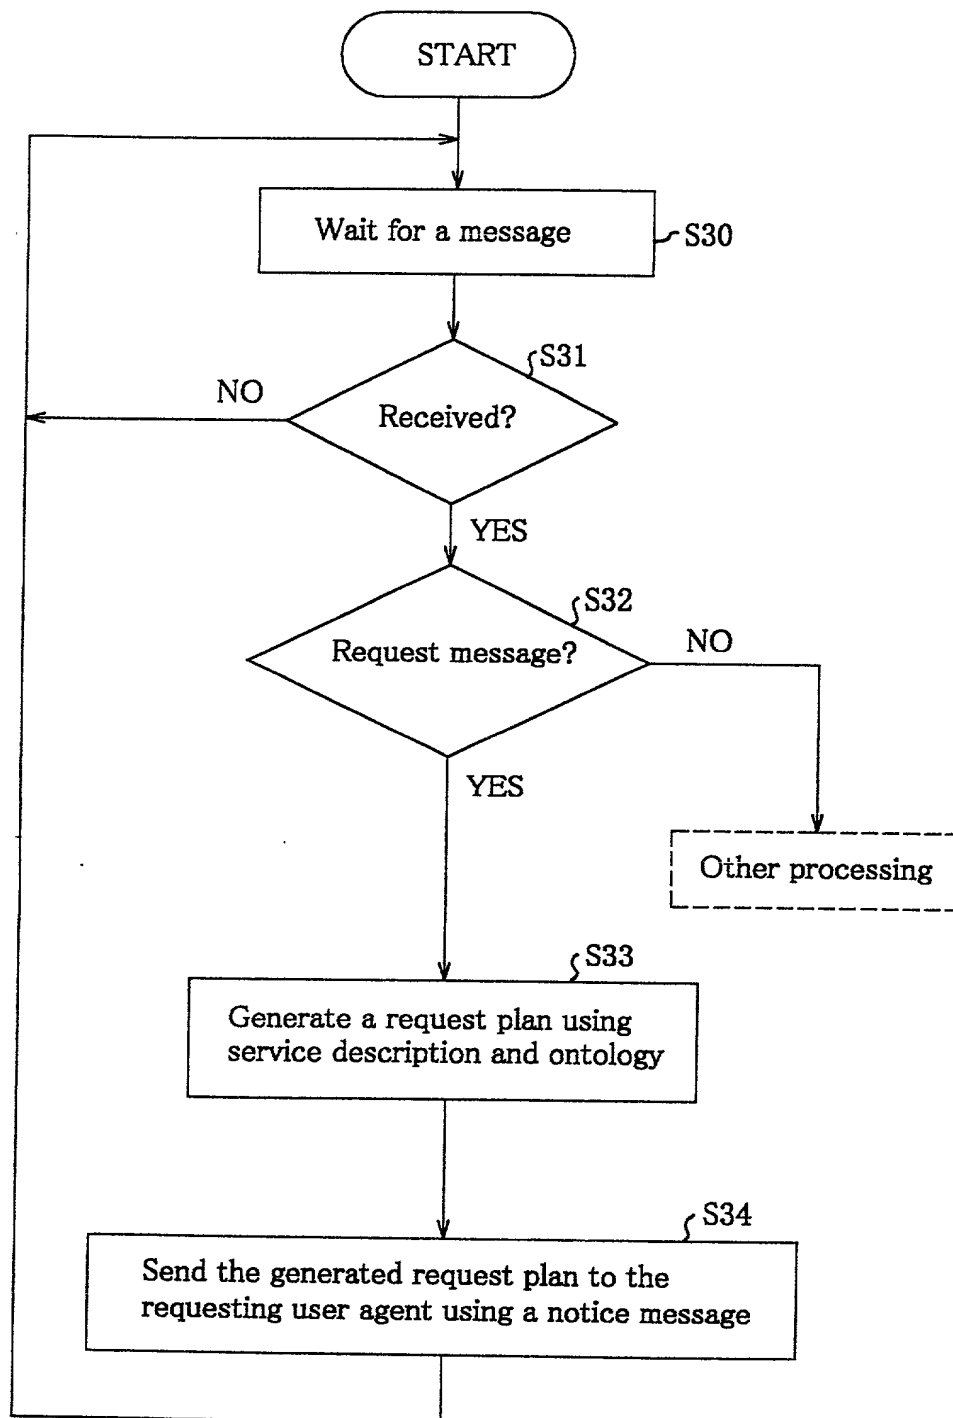 START
Wait for a message
S30
S31
NO
Received?
YES
S32
Request message?
NO
YES
Other processing
S33
Generate a request plan using
service description and ontology
S34
Send the generated request plan to the
requesting user agent using a notice message